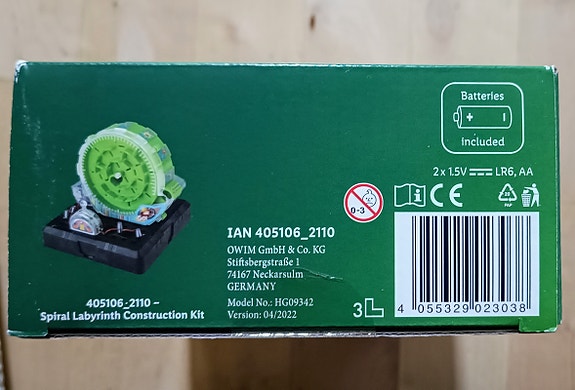 Batteries
+ -
included
2 x 1.5V LR6, AA
0-3
CE
IAN 405106_2110
OWIM GmbH & Co. KG
Stiftsbergstraße 1
74167 Neckarsulm
GERMANY
Model No.: HG09342
Version: 04/2022
405106_2110 –
Spiral Labyrinth Construction Kit
3
4 055329 023038